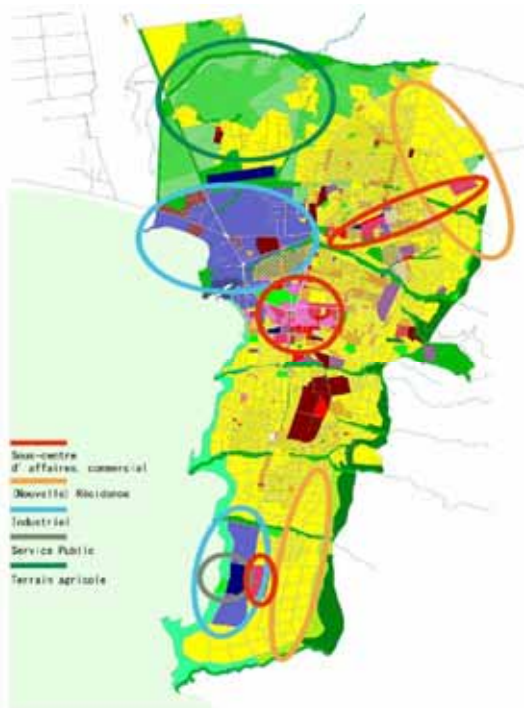 Sous-centre
d' affaires, commercial
(Nouvelle) Résidence
Industriel
Service Public
Terrain agricole